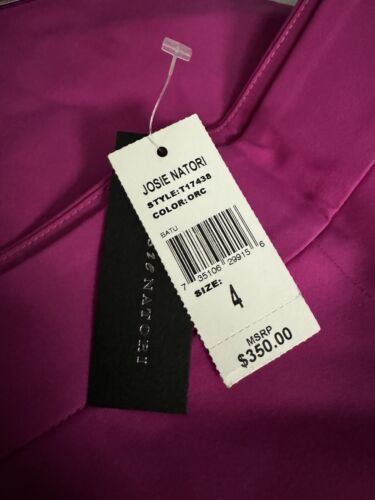 JOSIE NATORI
STYLE:T17438
COLOR:ORC
BATU
7 35106 29915 6
SIZE:
4
MSRP
$350.00
NATORI